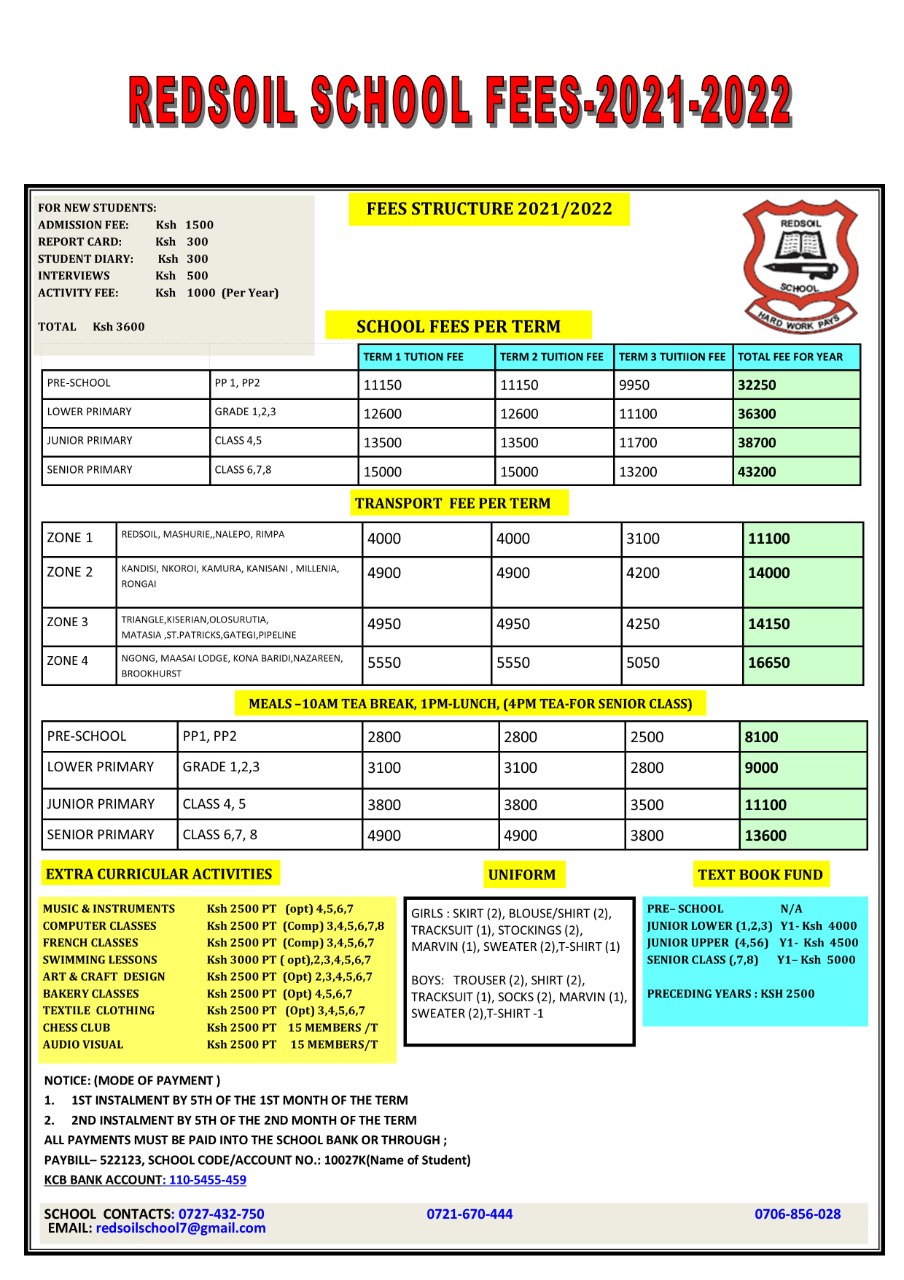 REDSOIL SCHOOL FEES-2021-2022
FOR NEW STUDENTS:
ADMISSION FEE: Ksh 1500
REPORT CARD: Ksh 300
STUDENT DIARY: Ksh 300
INTERVIEWS Ksh 500
ACTIVITY FEE: Ksh 1000 (Per Year)
TOTAL Ksh 3600
FEES STRUCTURE 2021/2022
REDSOIL
SCHOOL
HARD WORK PAYS
SCHOOL FEES PER TERM
TERM 1 TUTION FEE TERM 2 TUITION FEE TERM 3 TUITIION FEE TOTAL FEE FOR YEAR
PRE-SCHOOL PP 1, PP2 11150 11150 9950 32250
LOWER PRIMARY GRADE 1,2,3 12600 12600 11100 36300
JUNIOR PRIMARY CLASS 4,5 13500 13500 11700 38700
SENIOR PRIMARY CLASS 6,7,8 15000 15000 13200 43200
TRANSPORT FEE PER TERM
ZONE 1 REDSOIL, MASHURIE,,NALEPO, RIMPA 4000 4000 3100 11100
ZONE 2 KANDISI, NKOROI, KAMURA, KANISANI , MILLENIA, 4900 4900 4200 14000
RONGAI
ZONE 3 TRIANGLE,KISERIAN,OLOSURUTIA, 4950 4950 4250 14150
MATASIA ,ST.PATRICKS,GATEGI,PIPELINE
ZONE 4 NGONG, MAASAI LODGE, KONA BARIDI,NAZAREEN, 5550 5550 5050 16650
BROOKHURST
MEALS –10AM TEA BREAK, 1PM-LUNCH, (4PM TEA-FOR SENIOR CLASS)
PRE-SCHOOL PP1, PP2 2800 2800 2500 8100
LOWER PRIMARY GRADE 1,2,3 3100 3100 2800 9000
JUNIOR PRIMARY CLASS 4, 5 3800 3800 3500 11100
SENIOR PRIMARY CLASS 6,7, 8 4900 4900 3800 13600
EXTRA CURRICULAR ACTIVITIES
MUSIC & INSTRUMENTS Ksh 2500 PT (opt) 4,5,6,7
COMPUTER CLASSES Ksh 2500 PT (Comp) 3,4,5,6,7,8
FRENCH CLASSES Ksh 2500 PT (Comp) 3,4,5,6,7
SWIMMING LESSONS Ksh 3000 PT ( opt),2,3,4,5,6,7
ART & CRAFT DESIGN Ksh 2500 PT (Opt) 2,3,4,5,6,7
BAKERY CLASSES Ksh 2500 PT (Opt) 4,5,6,7
TEXTILE CLOTHING Ksh 2500 PT (Opt) 3,4,5,6,7
CHESS CLUB Ksh 2500 PT 15 MEMBERS /T
AUDIO VISUAL Ksh 2500 PT 15 MEMBERS/T
UNIFORM
GIRLS : SKIRT (2), BLOUSE/SHIRT (2),
TRACKSUIT (1), STOCKINGS (2),
MARVIN (1), SWEATER (2),T-SHIRT (1)
BOYS: TROUSER (2), SHIRT (2),
TRACKSUIT (1), SOCKS (2), MARVIN (1),
SWEATER (2),T-SHIRT -1
TEXT BOOK FUND
PRE– SCHOOL N/A
JUNIOR LOWER (1,2,3) Y1- Ksh 4000
JUNIOR UPPER (4,56) Y1- Ksh 4500
SENIOR CLASS (,7,8) Y1– Ksh 5000
PRECEDING YEARS : KSH 2500
NOTICE: (MODE OF PAYMENT )
1. 1ST INSTALMENT BY 5TH OF THE 1ST MONTH OF THE TERM
2. 2ND INSTALMENT BY 5TH OF THE 2ND MONTH OF THE TERM
ALL PAYMENTS MUST BE PAID INTO THE SCHOOL BANK OR THROUGH ;
PAYBILL– 522123, SCHOOL CODE/ACCOUNT NO.: 10027K(Name of Student)
KCB BANK ACCOUNT: 110-5455-459
SCHOOL CONTACTS: 0727-432-750 0721-670-444 0706-856-028
EMAIL: redsoilschool7@gmail.com